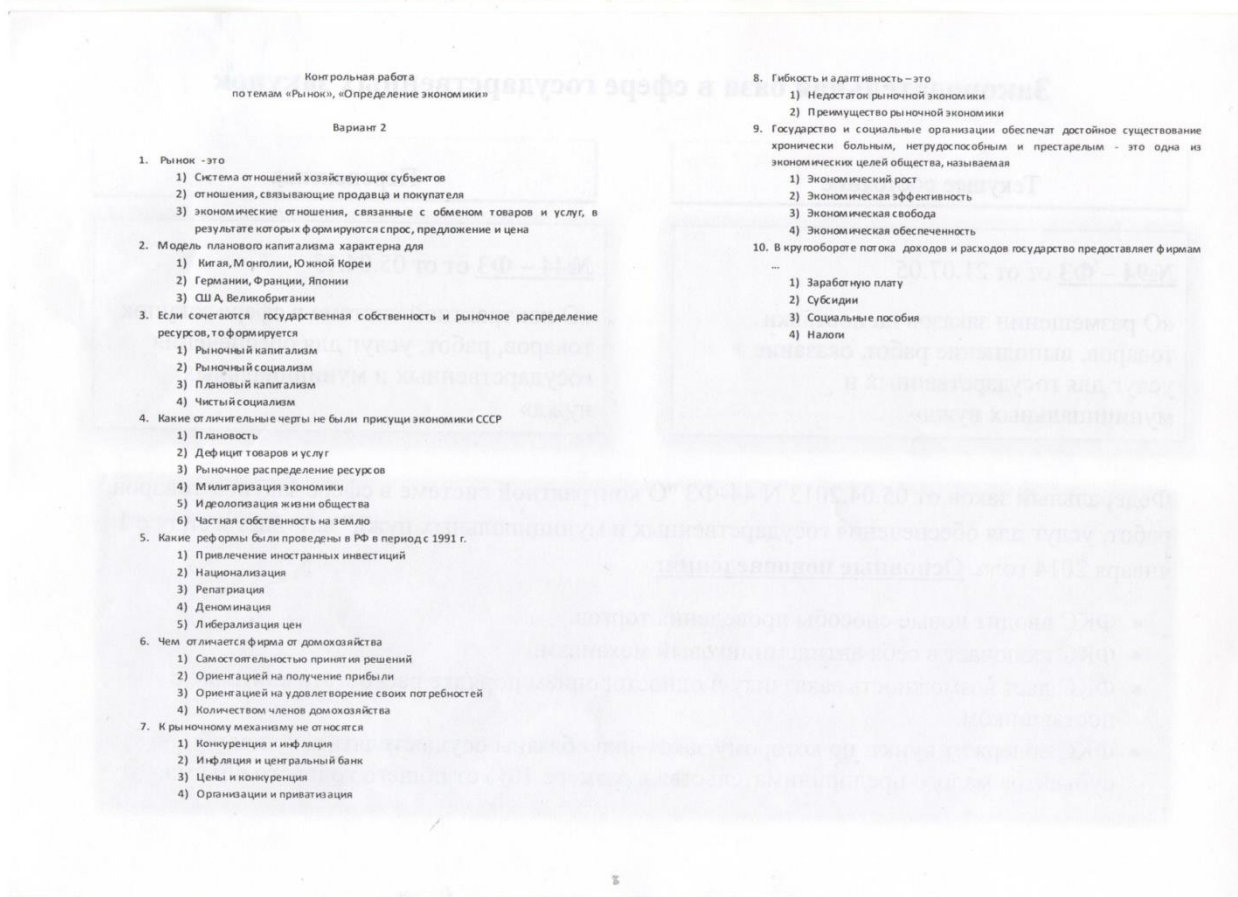 Контрольная работа
по темам «Рынок», «Определение экономики»
Вариант 2
1. Рынок - это
1) Система отношений хозяйствующих субъектов
2) отношения, связывающие продавца и покупателя
3) экономические отношения, связанные с обменом товаров и услуг, в
результате которых формируются спрос, предложение и цена
2. Модель планового капитализма характерна для
1) Китая, Монголии, Южной Кореи
2) Германии, Франции, Японии
3) США, Великобритании
3. Если сочетаются государственная собственность и рыночное распределение
ресурсов, то формируется
1) Рыночный капитализм
2) Рыночный социализм
3) Плановый капитализм
4) Чистый социализм
4. Какие отличительные черты не были присущи экономики СССР
1) Плановость
2) Дефицит товаров и услуг
3) Рыночное распределение ресурсов
4) Милитаризация экономики
5) Идеологизация жизни общества
6) Частная собственность на землю
5. Какие реформы были проведены в РФ в период с 1991 г.
1) Привлечение иностранных инвестиций
2) Национализация
3) Репатриация
4) Деноминация
5) Либерализация цен
6. Чем отличается фирма от домохозяйства
1) Самостоятельностью принятия решений
2) Ориентацией на получение прибыли
3) Ориентацией на удовлетворение своих потребностей
4) Количеством членов домохозяйства
7. К рыночному механизму не относятся
1) Конкуренция и инфляция
2) Инфляция и центральный банк
3) Цены и конкуренция
4) Организации и приватизация
8. Гибкость и адаптивность – это
1) Недостаток рыночной экономики
2) Преимущество рыночной экономики
9. Государство и социальные организации обеспечат достойное существование
хронически больным, нетрудоспособным и престарелым - это одна из
экономических целей общества, называемая
1) Экономический рост
2) Экономическая эффективность
3) Экономическая свобода
4) Экономическая обеспеченность
10. В кругообороте потока доходов и расходов государство предоставляет фирмам
...
1) Заработную плату
2) Субсидии
3) Социальные пособия
4) Налоги